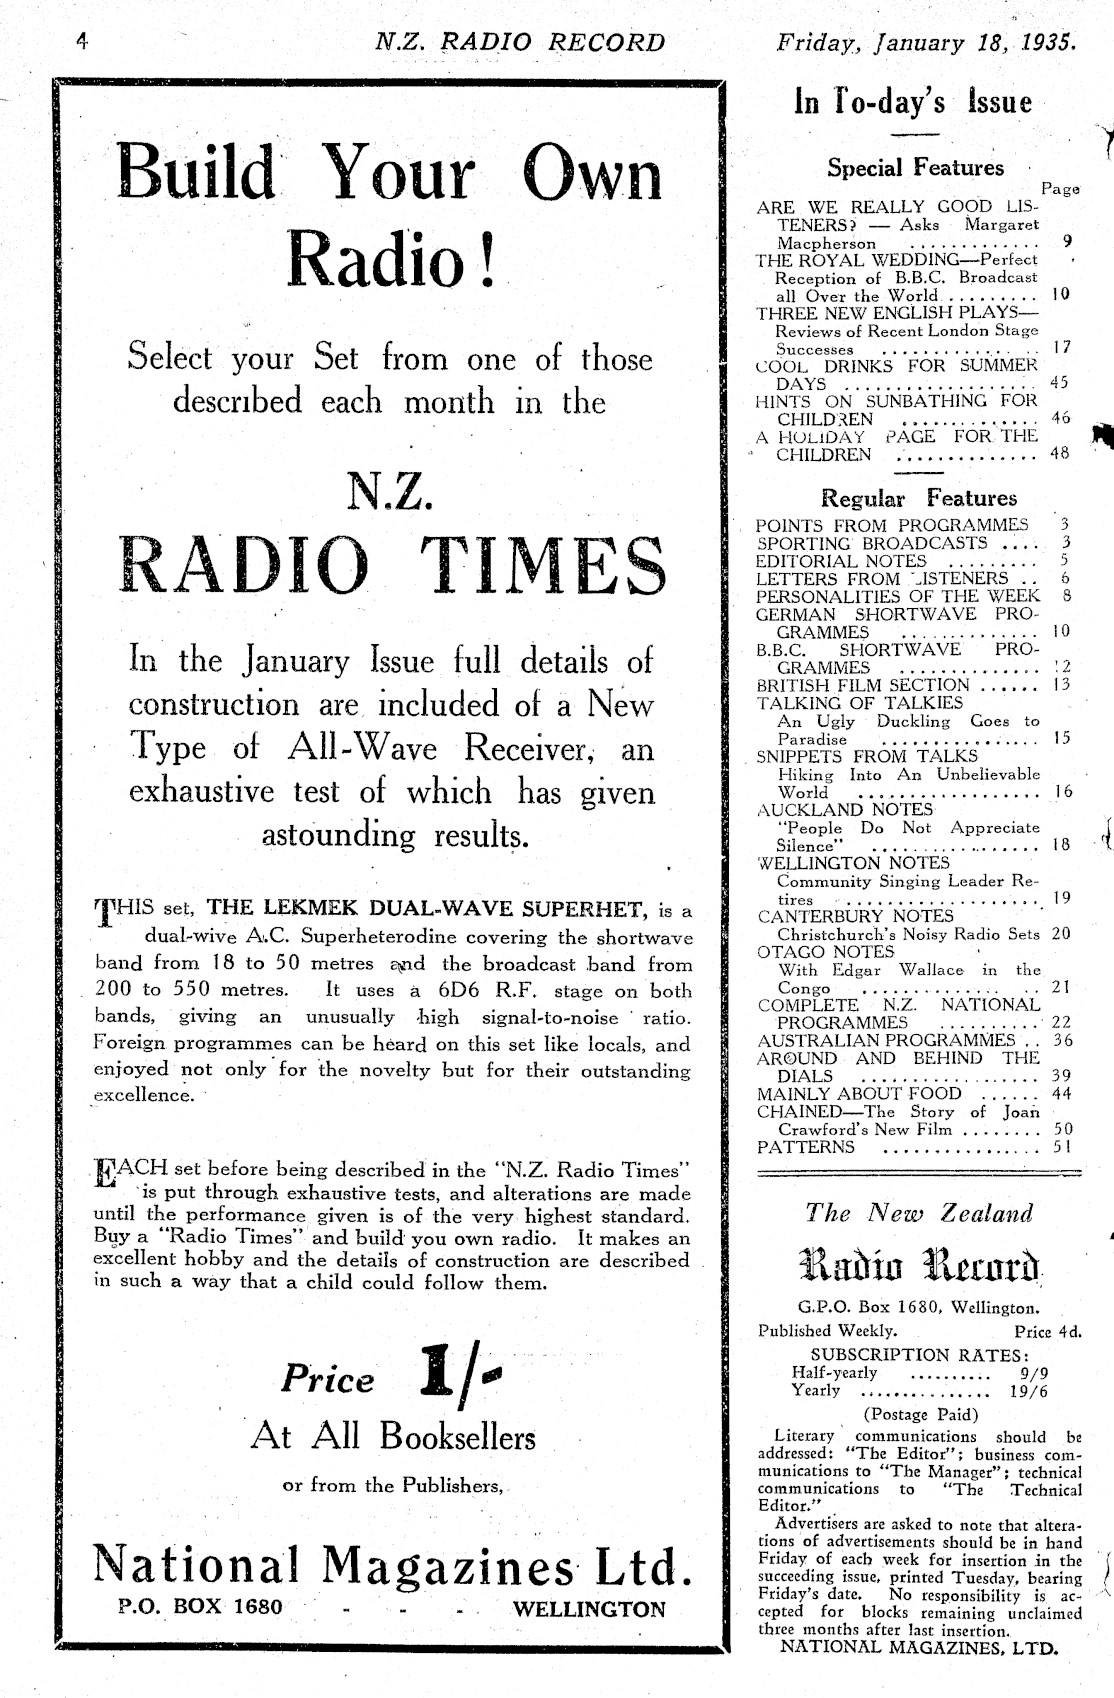 4
N.Z. RADIO RECORD
Friday, January 18, 1935.
Build Your Own
Radio!
Select your Set from one of those
described each month in the
N.Z.
RADIO TIMES
In the January Issue full details of
construction are included of a New
Type of All-Wave Receiver, an
exhaustive test of which has given
astounding results.
THIS set, THE LEKMEK DUAL-WAVE SUPERHET, is a
dual-wive A.C. Superheterodine covering the shortwave
band from 18 to 50 metres and the broadcast band from
200 to 550 metres. It uses a 6D6 R.F. stage on both
bands, giving an unusually high signal-to-noise ratio.
Foreign programmes can be heard on this set like locals, and
enjoyed not only for the novelty but for their outstanding
excellence.
EACH set before being described in the "N.Z. Radio Times"
is put through exhaustive tests, and alterations are made
until the performance given is of the very highest standard.
Buy a "Radio Times" and build you own radio. It makes an
excellent hobby and the details of construction are described
in such a way that a child could follow them.
Price 1/-
At All Booksellers
or from the Publishers,
National Magazines Ltd.
P.O. BOX 1680 - - - WELLINGTON
In To-day's Issue
Special Features
Page
ARE WE REALLY GOOD LIS-
TENERS? — Asks Margaret
Macpherson ............. 9
THE ROYAL WEDDING—Perfect
Reception of B.B.C. Broadcast
all Over the World ......... 10
THREE NEW ENGLISH PLAYS—
Reviews of Recent London Stage
Successes ................ 17
COOL DRINKS FOR SUMMER
DAYS ................... 45
HINTS ON SUNBATHING FOR
CHILDREN .............. 46
A HOLIDAY PAGE FOR THE
CHILDREN .............. 48
Regular Features
POINTS FROM PROGRAMMES 3
SPORTING BROADCASTS .... 3
EDITORIAL NOTES ......... 5
LETTERS FROM LISTENERS .. 6
PERSONALITIES OF THE WEEK 8
GERMAN SHORTWAVE PRO-
GRAMMES .............. 10
B.B.C. SHORTWAVE PRO-
GRAMMES .............. 12
BRITISH FILM SECTION ...... 13
TALKING OF TALKIES
An Ugly Duckling Goes to
Paradise ................ 15
SNIPPETS FROM TALKS
Hiking Into An Unbelievable
World .................. 16
AUCKLAND NOTES
"People Do Not Appreciate
Silence" ................. 18
WELLINGTON NOTES
Community Singing Leader Re-
tires ................... 19
CANTERBURY NOTES
Christchurch's Noisy Radio Sets 20
OTAGO NOTES
With Edgar Wallace in the
Congo ................ 21
COMPLETE N.Z. NATIONAL
PROGRAMMES .......... 22
AUSTRALIAN PROGRAMMES .. 36
AROUND AND BEHIND THE
DIALS .................. 39
MAINLY ABOUT FOOD ...... 44
CHAINED—The Story of Joan
Crawford's New Film ........ 50
PATTERNS ................ 51
The New Zealand
Radio Record
G.P.O. Box 1680, Wellington.
Published Weekly. Price 4d.
SUBSCRIPTION RATES:
Half-yearly .......... 9/9
Yearly ............... 19/6
(Postage Paid)
Literary communications should be
addressed: "The Editor"; business com-
munications to "The Manager"; technical
communications to "The Technical
Editor."
Advertisers are asked to note that altera-
tions of advertisements should be in hand
Friday of each week for insertion in the
succeeding issue, printed Tuesday, bearing
Friday's date. No responsibility is ac-
cepted for blocks remaining unclaimed
three months after last insertion.
NATIONAL MAGAZINES, LTD.